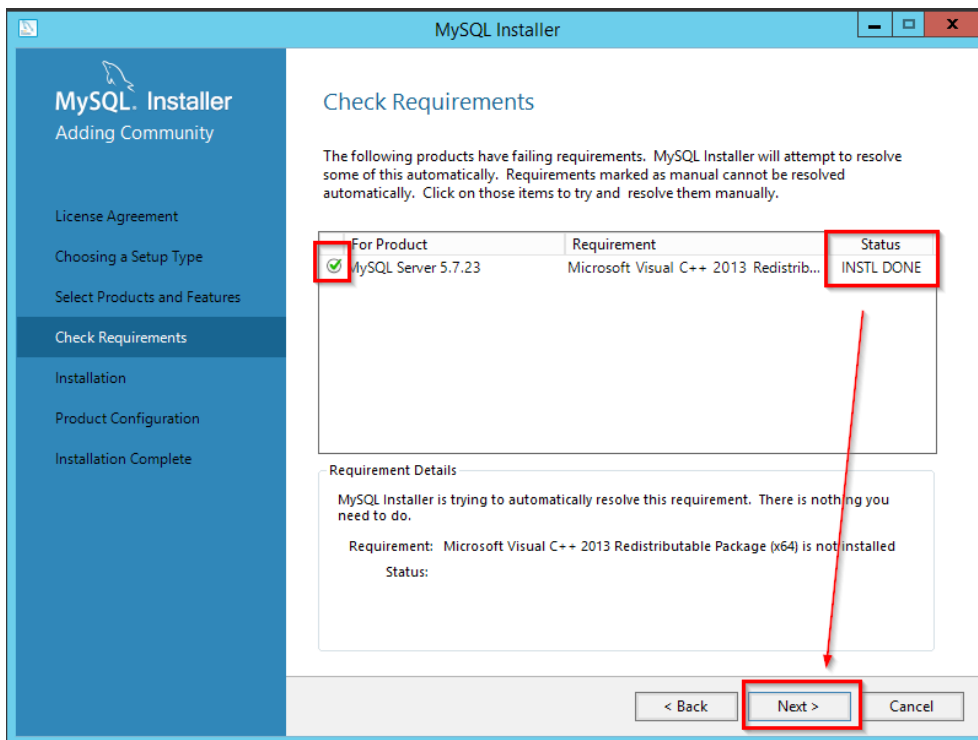 MySQL Installer
MySQL. Installer
Adding Community
License Agreement
Choosing a Setup Type
Select Products and Features
Check Requirements
Installation
Product Configuration
Installation Complete
Check Requirements
The following products have failing requirements. MySQL Installer will attempt to resolve
some of this automatically. Requirements marked as manual cannot be resolved
automatically. Click on those items to try and resolve them manually.
For Product Requirement Status
MySQL Server 5.7.23 Microsoft Visual C++ 2013 Redistrib... INSTL DONE
Requirement Details
MySQL Installer is trying to automatically resolve this requirement. There is nothing you
need to do.
Requirement: Microsoft Visual C++ 2013 Redistributable Package (x64) is not installed
Status:
< Back Next > Cancel